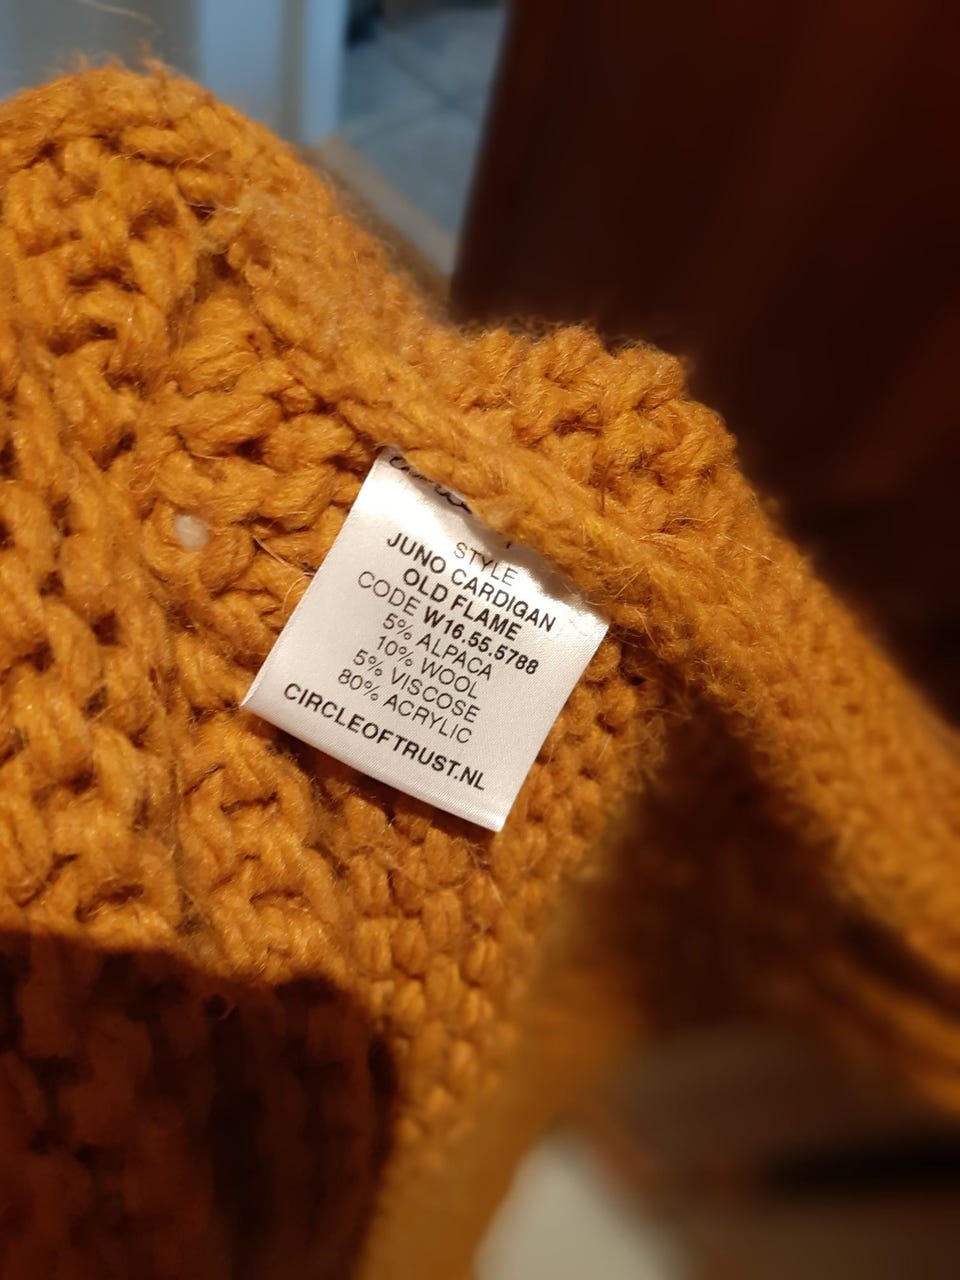 STYLE
JUNO CARDIGAN
OLD FLAME
CODE W16.55.5788
5% ALPACA
10% WOOL
5% VISCOSE
80% ACRYLIC
CIRCLEOFTRUST.NL